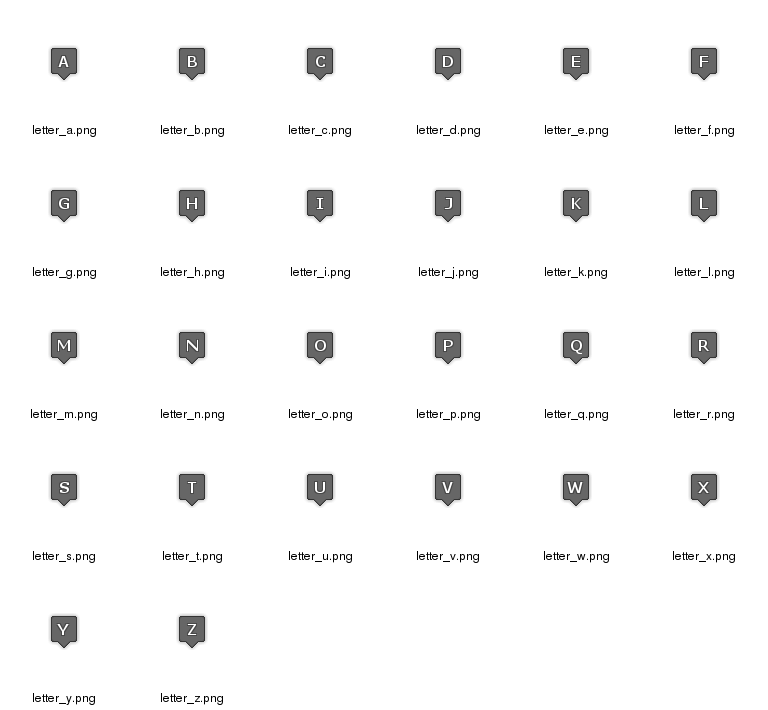 A B C D E F
letter_a.png letter_b.png letter_c.png letter_d.png letter_e.png letter_f.png
G H I J K L
letter_g.png letter_h.png letter_i.png letter_j.png letter_k.png letter_l.png
M N O P Q R
letter_m.png letter_n.png letter_o.png letter_p.png letter_q.png letter_r.png
S T U V W X
letter_s.png letter_t.png letter_u.png letter_v.png letter_w.png letter_x.png
Y Z
letter_y.png letter_z.png